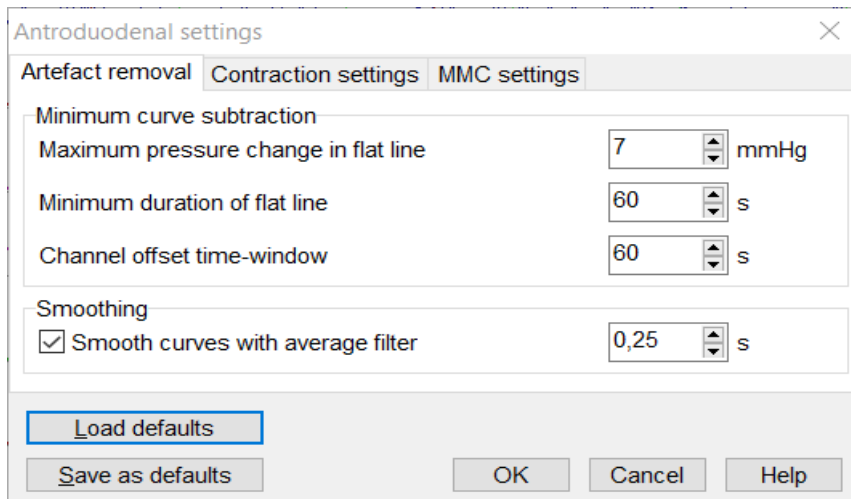 Antroduodenal settings
Artefact removal Contraction settings MMC settings
Minimum curve subtraction
Maximum pressure change in flat line 7 mmHg
Minimum duration of flat line 60 s
Channel offset time-window 60 s
Smoothing
Smooth curves with average filter 0,25 s
Load defaults
Save as defaults OK Cancel Help